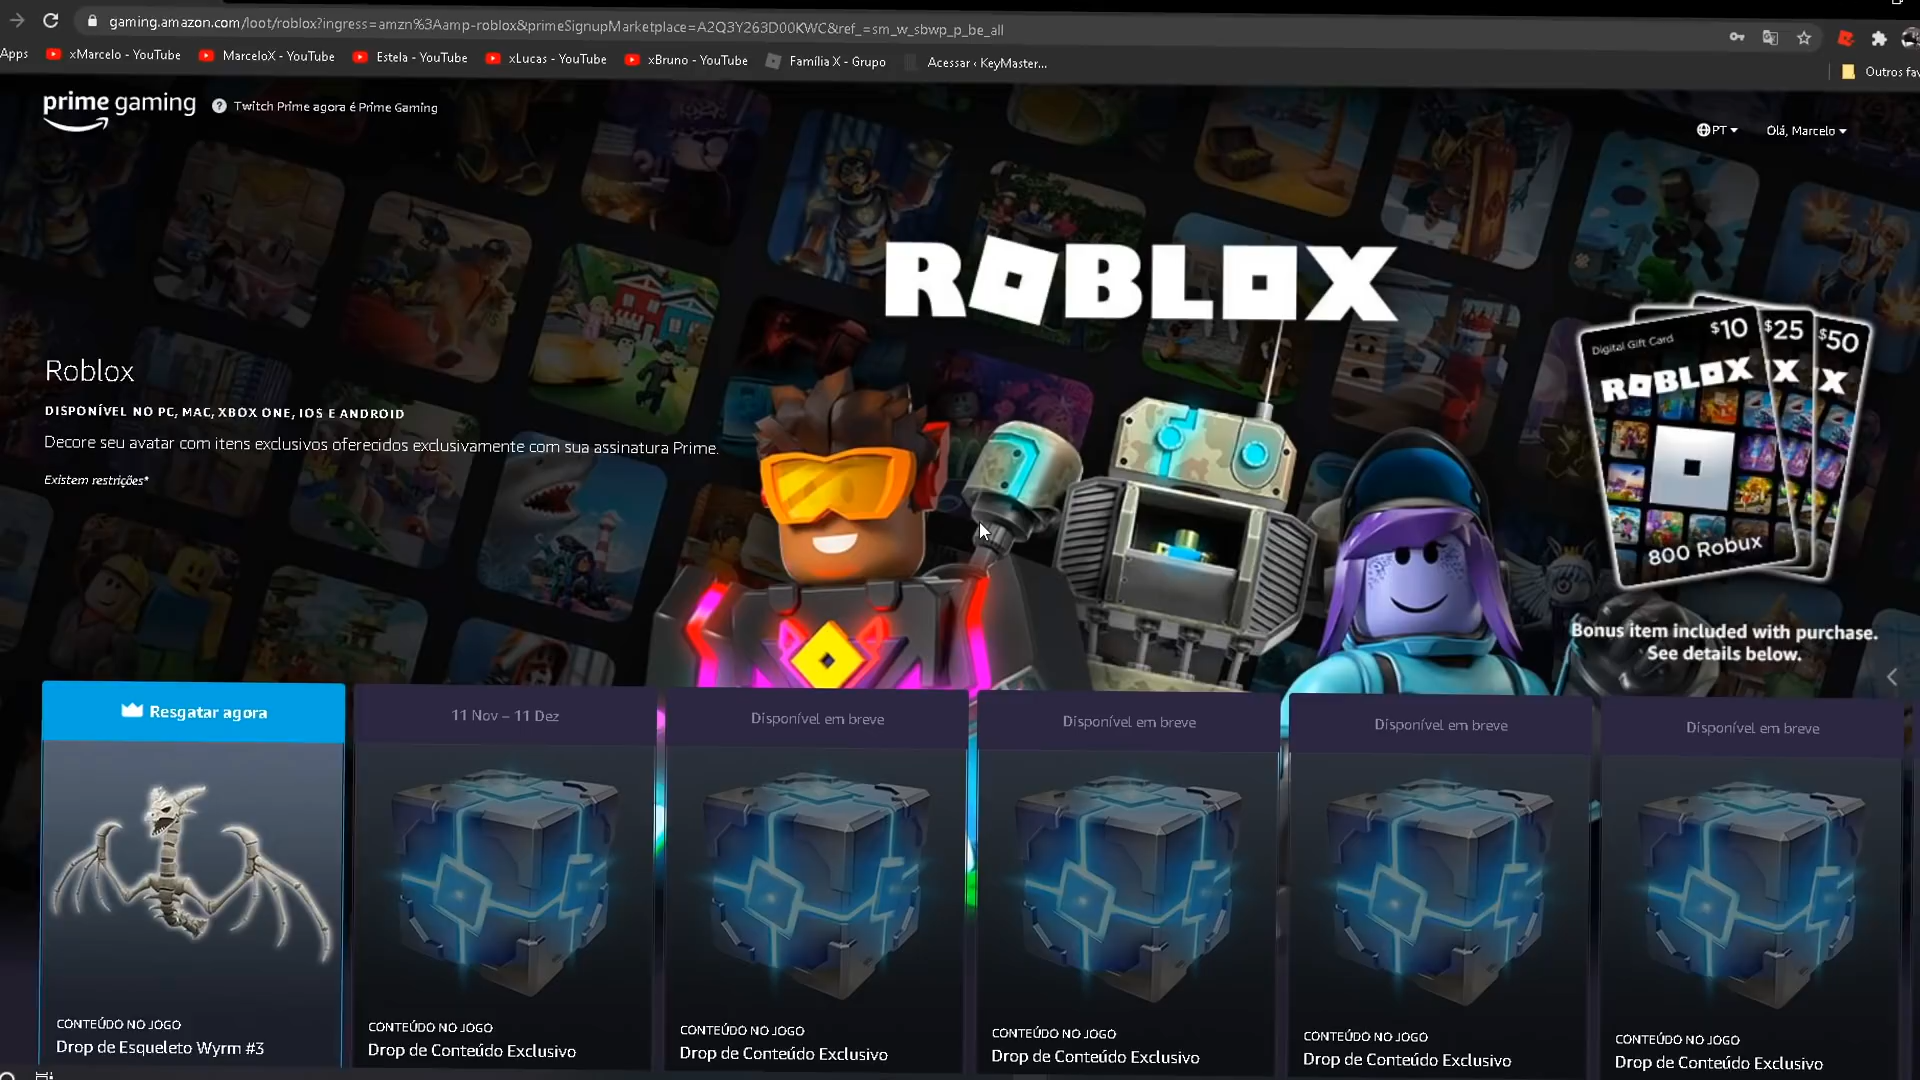 gaming.amazon.com/loot/roblox?ingress=amzn%3Aamp-roblox&primeSignupMarketplace=A2Q3Y263D00KWC&ref_=sm_w_sbwp_p_be_all
Apps
xMarcelo - YouTube
MarceloX - YouTube
Estela - YouTube
xLucas - YouTube
xBruno - YouTube
Família X - Grupo
Acessar ‹ KeyMaster...
Outros fav
prime gaming
Twitch Prime agora é Prime Gaming
PT
Olá, Marcelo
ROBLOX
Digital Gift Card
$10
$25
$50
ROBLOX
X
X
800 Robux
Roblox
DISPONÍVEL NO PC, MAC, XBOX ONE, IOS E ANDROID
Decore seu avatar com itens exclusivos oferecidos exclusivamente com sua assinatura Prime.
Existem restrições*
Bonus item included with purchase.
See details below.
Resgatar agora
11 Nov – 11 Dez
Disponível em breve
Disponível em breve
Disponível em breve
Disponível em breve
CONTEÚDO NO JOGO
Drop de Esqueleto Wyrm #3
CONTEÚDO NO JOGO
Drop de Conteúdo Exclusivo
CONTEÚDO NO JOGO
Drop de Conteúdo Exclusivo
CONTEÚDO NO JOGO
Drop de Conteúdo Exclusivo
CONTEÚDO NO JOGO
Drop de Conteúdo Exclusivo
CONTEÚDO NO JOGO
Drop de Conteúdo Exclusivo